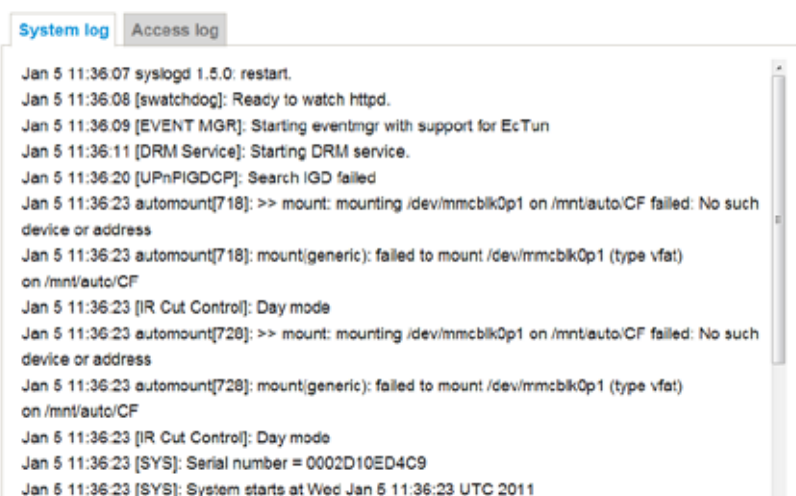 System log Access log
Jan 5 11:36:07 syslogd 1.5.0: restart.
Jan 5 11:36:08 [swatchdog]: Ready to watch httpd.
Jan 5 11:36:09 [EVENT MGR]: Starting eventmgr with support for EcTun
Jan 5 11:36:11 [DRM Service]: Starting DRM service.
Jan 5 11:36:20 [UPnPIGDCP]: Search IGD failed
Jan 5 11:36:23 automount[718]: >> mount: mounting /dev/mmcblk0p1 on /mnt/auto/CF failed: No such
device or address
Jan 5 11:36:23 automount[718]: mount(generic): failed to mount /dev/mmcblk0p1 (type vfat)
on /mnt/auto/CF
Jan 5 11:36:23 [IR Cut Control]: Day mode
Jan 5 11:36:23 automount[728]: >> mount: mounting /dev/mmcblk0p1 on /mnt/auto/CF failed: No such
device or address
Jan 5 11:36:23 automount[728]: mount(generic): failed to mount /dev/mmcblk0p1 (type vfat)
on /mnt/auto/CF
Jan 5 11:36:23 [IR Cut Control]: Day mode
Jan 5 11:36:23 [SYS]: Serial number = 0002D10ED4C9
Jan 5 11:36:23 [SYS]: System starts at Wed Jan 5 11:36:23 UTC 2011